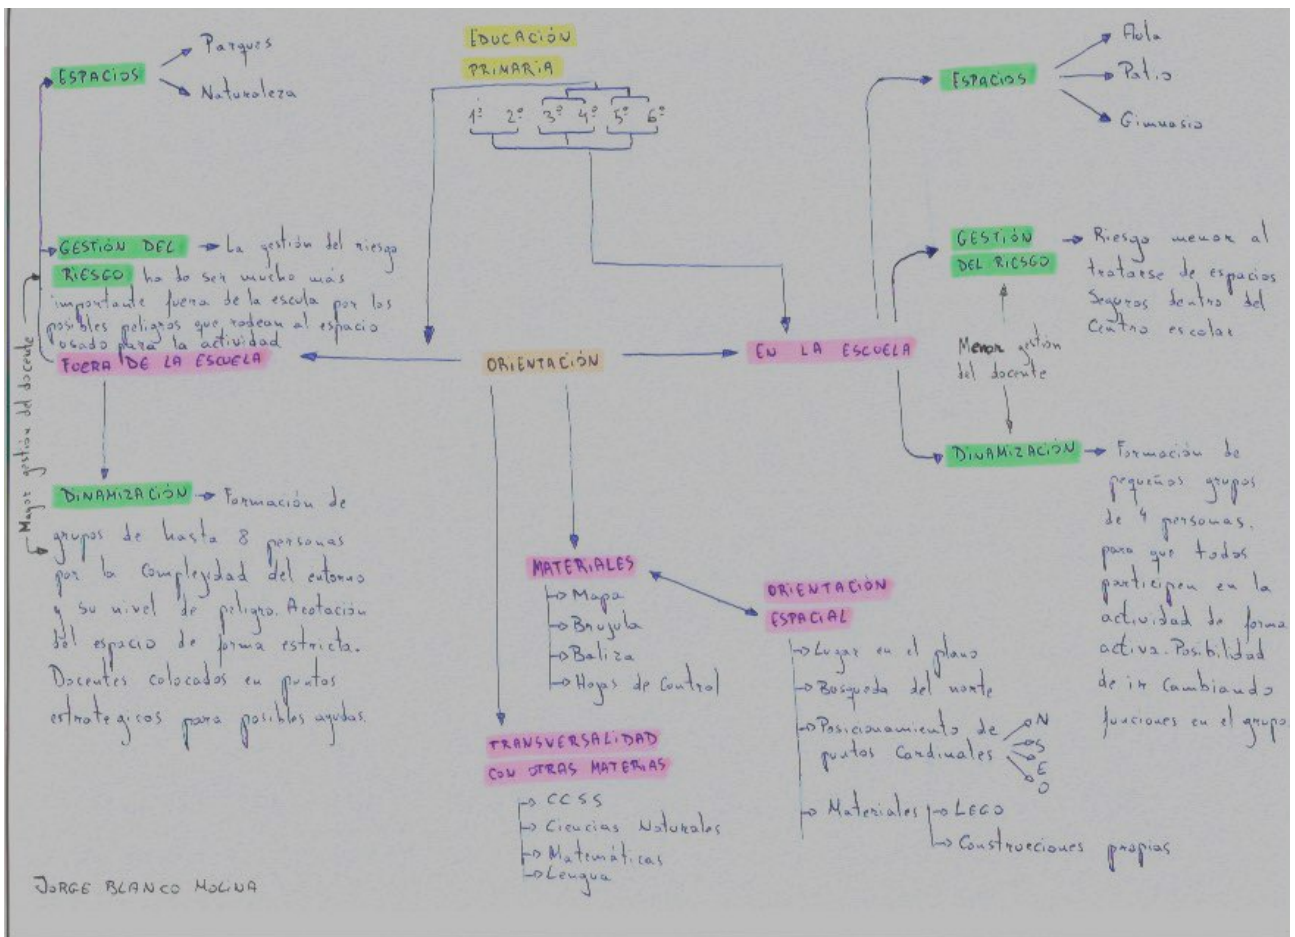 EDUCACIÓN
PRIMARIA
1º 2º 3º 4º 5º 6º
ESPACIOS
Parques
Naturaleza
ESPACIOS
Aula
Patio
Gimnasio
GESTIÓN DEL La gestión del riesgo
RIESGO ha de ser mucho más
importante fuera de la escula por los
posibles peligros que rodean al espacio
usado para la actividad
FUERA DE LA ESCUELA
ORIENTACIÓN
EN LA ESCUELA
GESTIÓN
DEL RIESGO
Riesgo menor al
tratarse de espacios
Seguros dentro del
Centro escolar
Menor gestión
del docente
Mayor gestión del docente
DINAMIZACIÓN Formación de
grupos de hasta 8 personas
por la Complegidad del entorno
y su nivel de peligro. Acotación
del espacio de forma estricta.
Docentes colocados en puntos
estrategicos para posibles ayudas.
DINAMIZACIÓN Formación de
pequeños grupos
de 4 personas.
para que todos
participen en la
actividad de forma
activa. Posibilidad
de ir Cambiando
funciones en el grupo
MATERIALES
Mapa
Brujula
Baliza
Hojas de Control
ORIENTACIÓN
ESPACIAL
Lugar en el plano
Bósqueda del norte
Posicionamiento de
puntos Cardinales
N
S
E
O
Materiales LEGO
Construcciones propias
TRANSVERSALIDAD
CON OTRAS MATERIAS
CCSS
Ciencias Naturales
Matemáticas
Lengua
JORGE BLANCO MOLINA